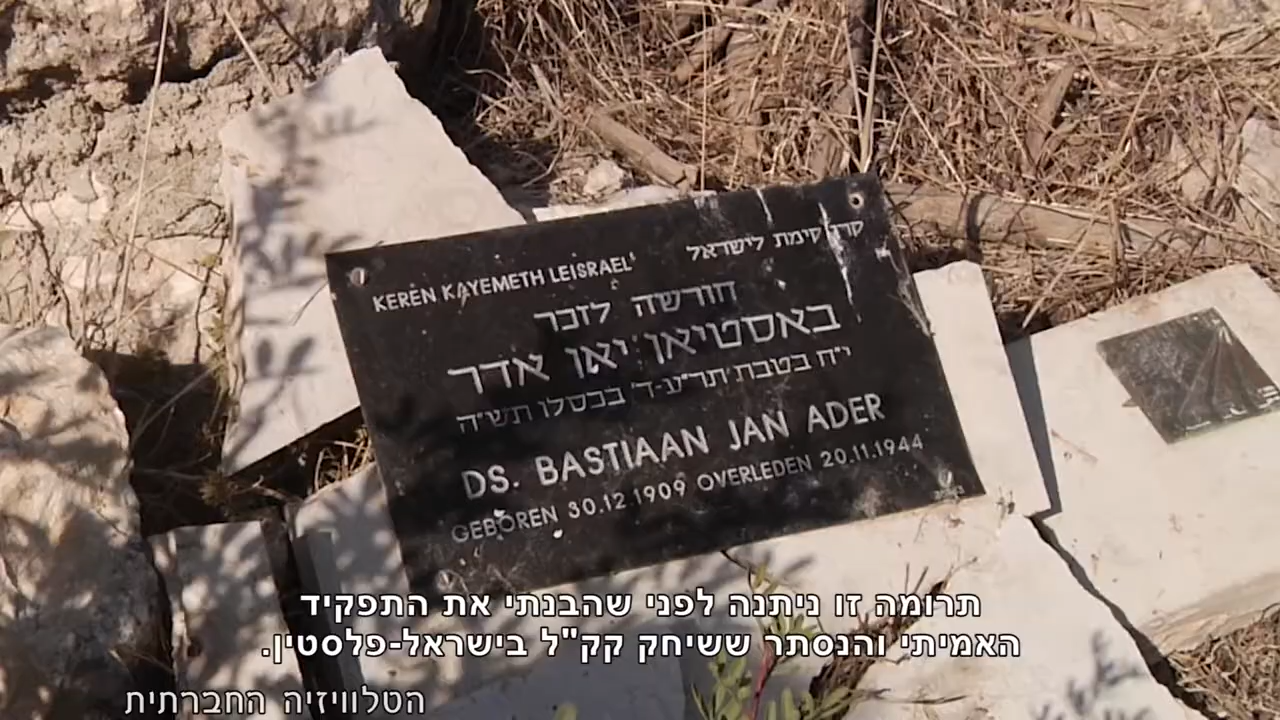 KEREN KAYEMETH LEISRAEL קרן קימת לישראל
חורשה לזכר
באסטיאן יאן אדר
י״ח בטבת תר״ע-ד׳ בכסלו תש״ה
DS. BASTIAAN JAN ADER
GEBOREN 30.12.1909 OVERLEDEN 20.11.1944
תרומה זו ניתנה לפני שהבנתי את התפקיד
האמיתי והנסתר ששיחק קק"ל בישראל-פלסטין.
הטלוויזיה החברתית